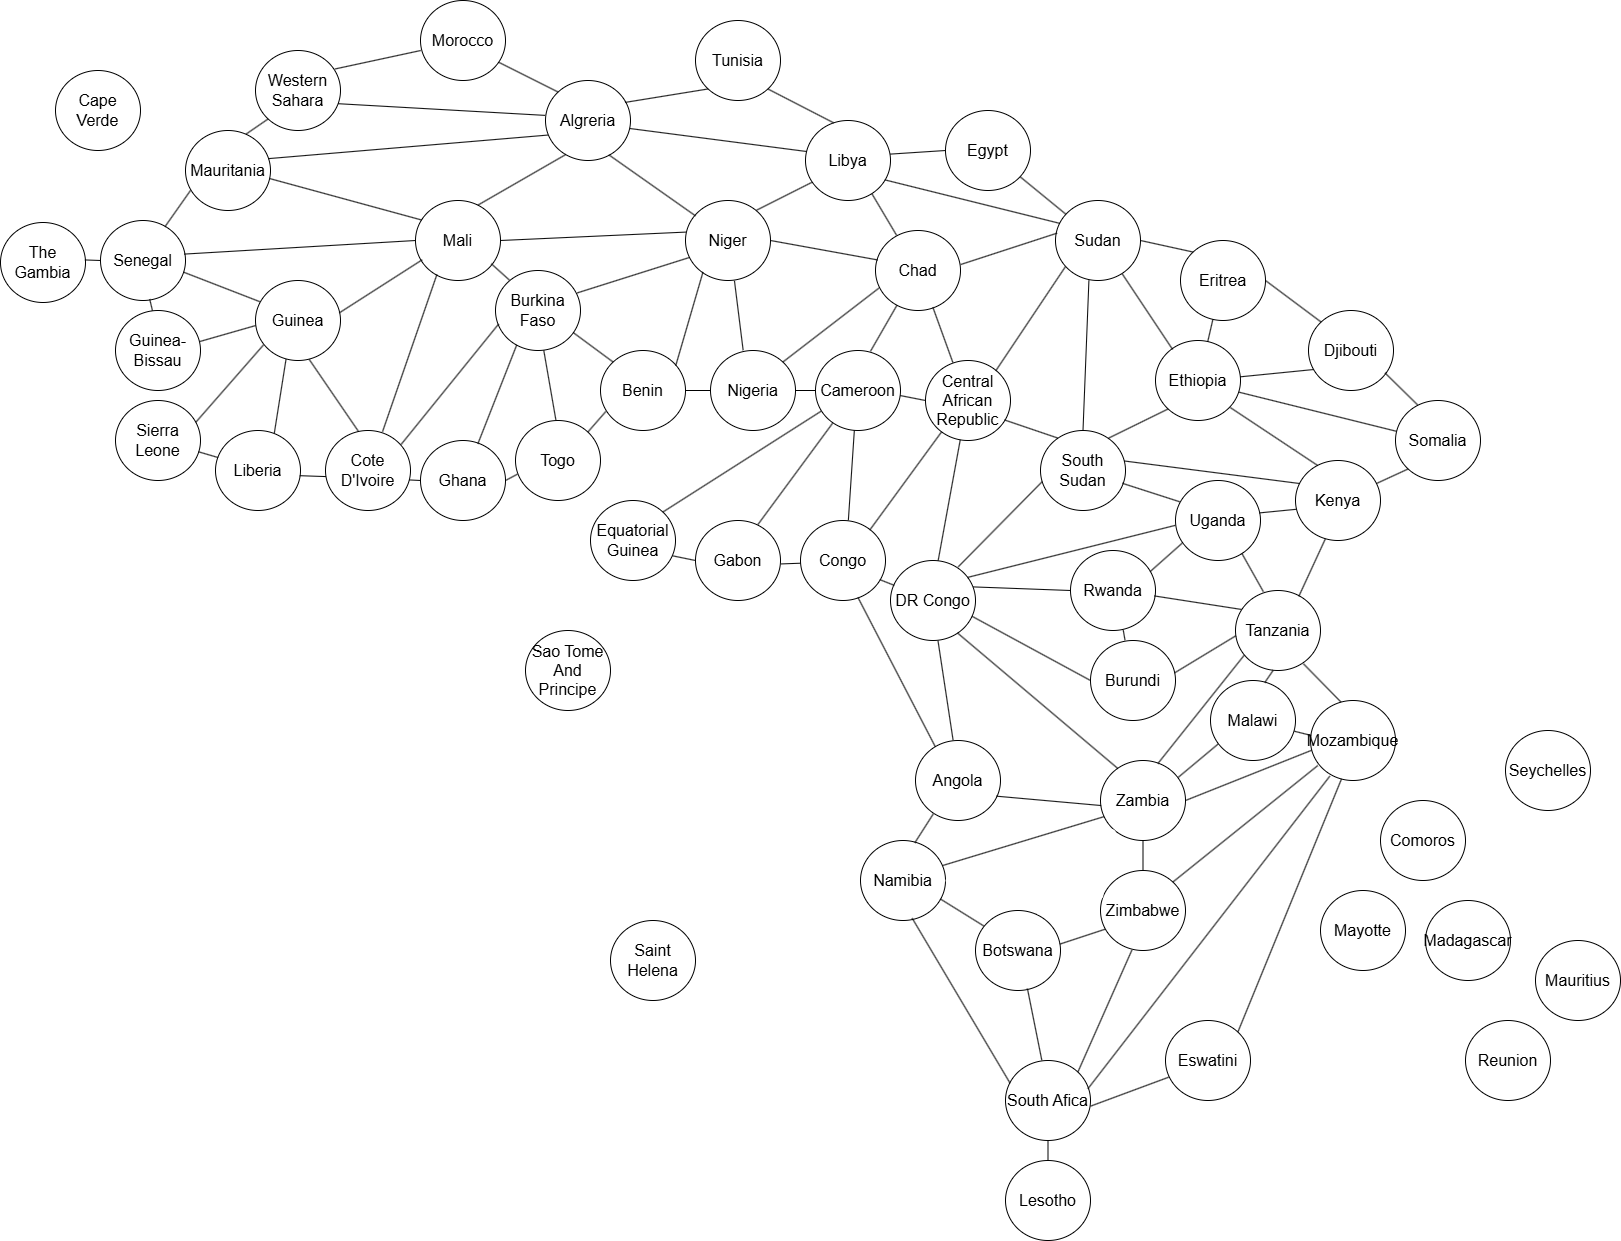 Morocco
Tunisia
Western
Sahara
Cape
Verde
Algreria
Egypt
Libya
Mauritania
Mali
Niger
Sudan
The
Gambia
Senegal
Chad
Eritrea
Burkina
Faso
Guinea
Guinea-
Bissau
Djibouti
Ethiopia
Benin
Nigeria
Cameroon
Central
African
Republic
Sierra
Leone
Somalia
Liberia
Cote
D'Ivoire
Ghana
Togo
South
Sudan
Kenya
Uganda
Equatorial
Guinea
Gabon
Congo
DR Congo
Rwanda
Tanzania
Sao Tome
And
Principe
Burundi
Malawi
Mozambique
Seychelles
Angola
Zambia
Comoros
Namibia
Zimbabwe
Mayotte
Madagascar
Botswana
Saint
Helena
Mauritius
Eswatini
Reunion
South Afica
Lesotho